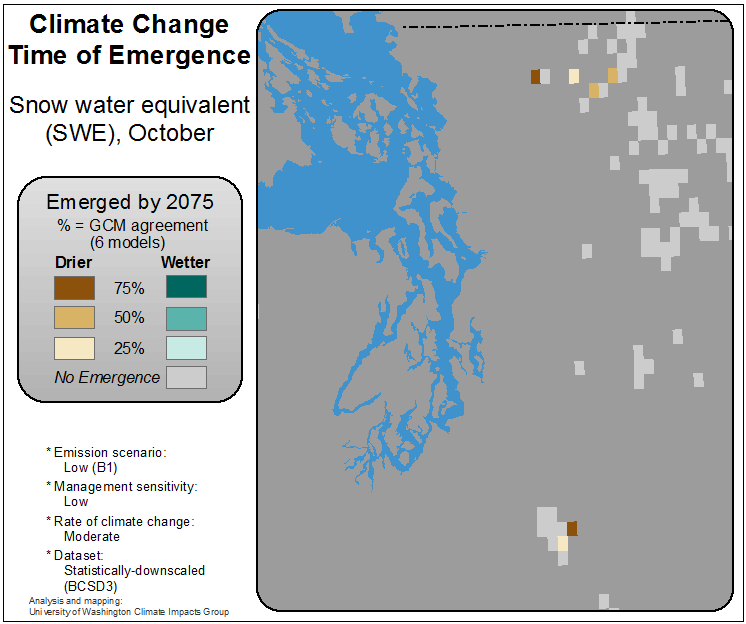 Climate Change
Time of Emergence
Snow water equivalent
(SWE), October
Emerged by 2075
% = GCM agreement
(6 models)
Drier Wetter
75%
50%
25%
No Emergence
* Emission scenario:
Low (B1)
* Management sensitivity:
Low
* Rate of climate change:
Moderate
* Dataset:
Statistically-downscaled
(BCSD3)
Analysis and mapping:
University of Washington Climate Impacts Group